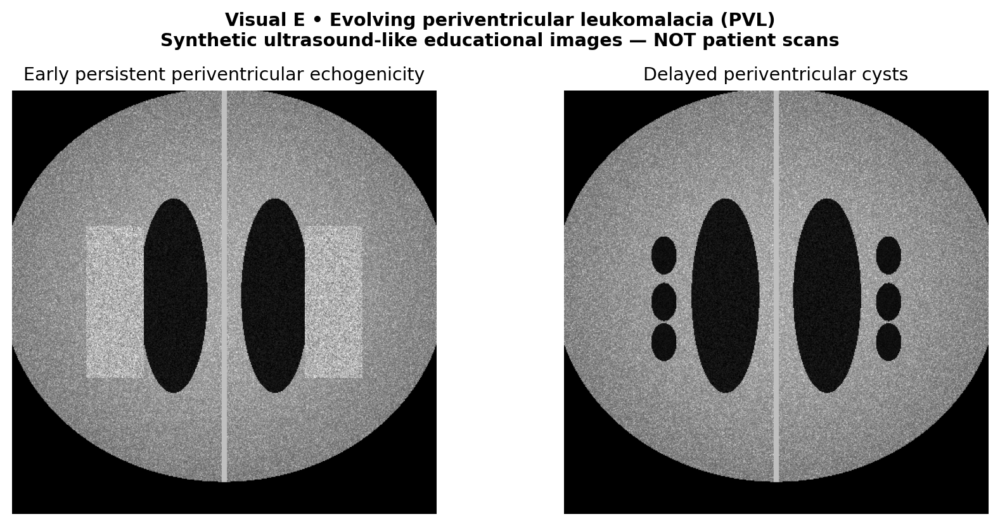 Visual E • Evolving periventricular leukomalacia (PVL)
Synthetic ultrasound-like educational images — NOT patient scans
Early persistent periventricular echogenicity
Delayed periventricular cysts